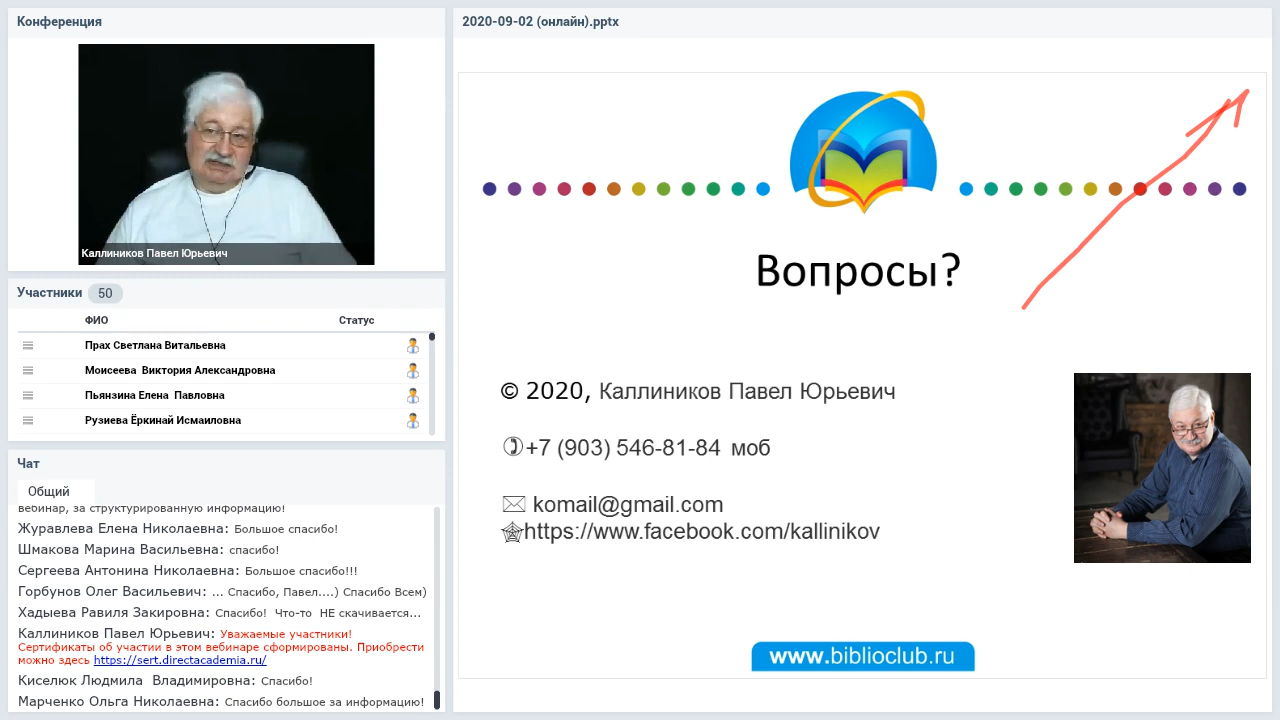 Конференция
Каллиников Павел Юрьевич
Участники 50
ФИО Статус
Прах Светлана Витальевна
Моисеева Виктория Александровна
Пьянзина Елена Павловна
Рузиева Ёркинай Исмаиловна
Чат
Общий
вебинар, за структурированную информацию!
Журавлева Елена Николаевна: Большое спасибо!
Шмакова Марина Васильевна: спасибо!
Сергеева Антонина Николаевна: Большое спасибо!!!
Горбунов Олег Васильевич: ... Спасибо, Павел....) Спасибо Всем)
Хадыева Равиля Закировна: Спасибо! Что-то НЕ скачивается...
Каллиников Павел Юрьевич: Уважаемые участники!
Сертификаты об участии в этом вебинаре сформированы. Приобрести
можно здесь https://sert.directacademia.ru/
Киселюк Людмила Владимировна: Спасибо!
Марченко Ольга Николаевна: Спасибо большое за информацию!
2020-09-02 (онлайн).pptx
Вопросы?
© 2020, Каллиников Павел Юрьевич
✆+7 (903) 546-81-84 моб
komail@gmail.com
https://www.facebook.com/kallinikov
www.biblioclub.ru